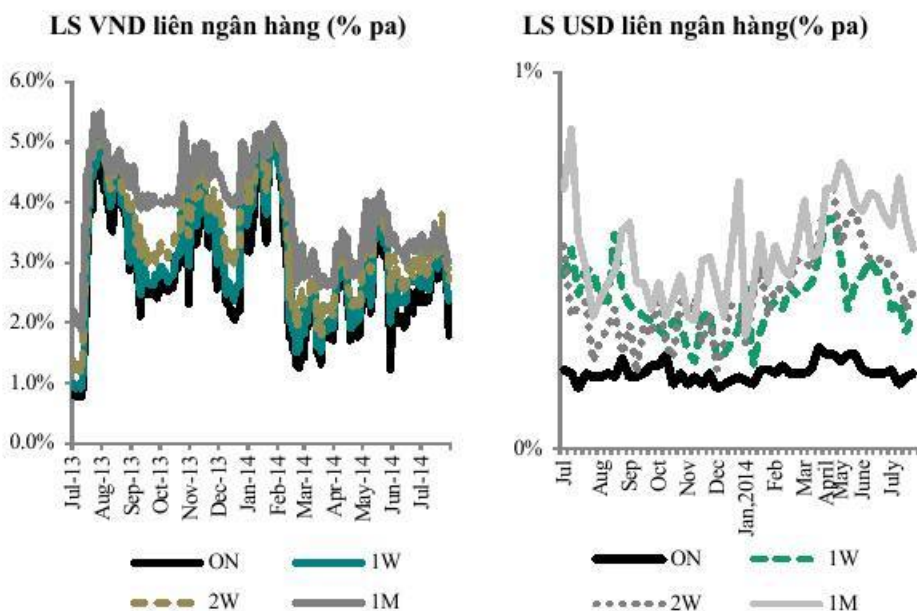 LS VND liên ngân hàng (% pa)
6.0%
5.0%
4.0%
3.0%
2.0%
1.0%
0.0%
Jul-13
Aug-13
Sep-13
Oct-13
Nov-13
Dec-13
Jan-14
Feb-14
Mar-14
Apr-14
May-14
Jun-14
Jul-14
ON
1W
2W
1M
LS USD liên ngân hàng(% pa)
1%
0%
Jul
Aug
Sep
Oct
Nov
Dec
Jan,2014
Feb
Mar
April
May
June
July
ON
1W
2W
1M